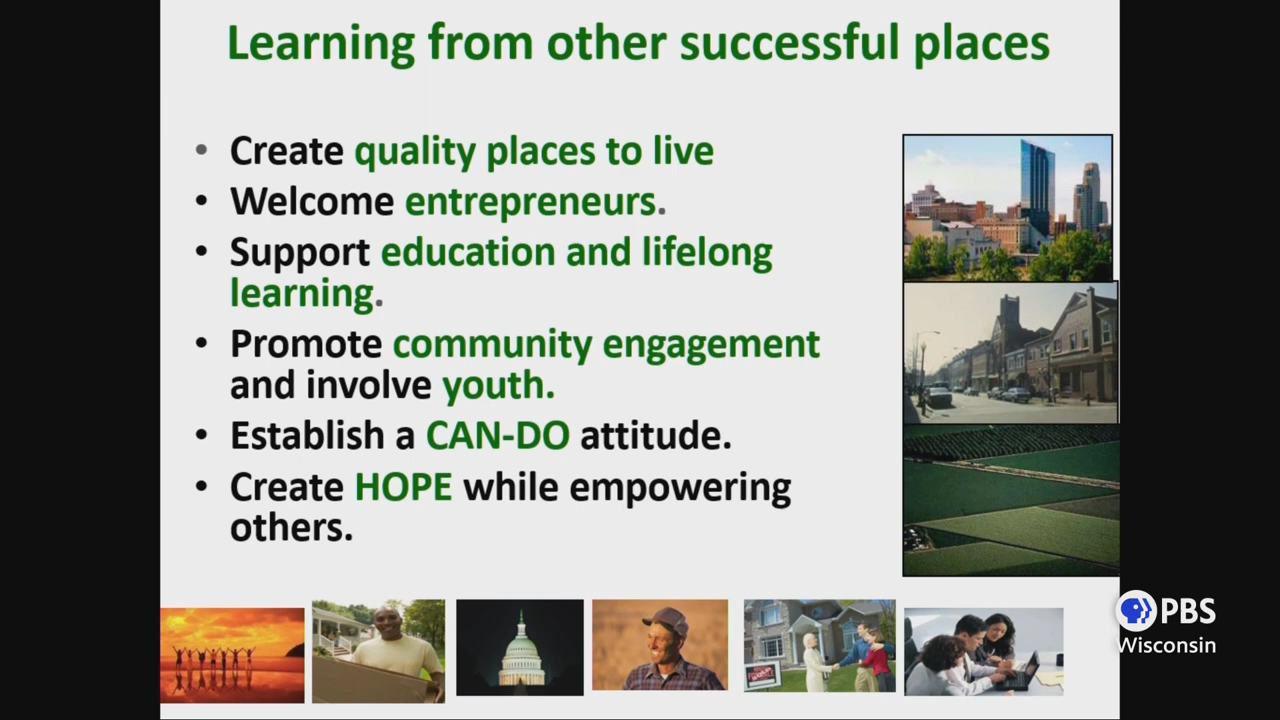 Learning from other successful places
• Create quality places to live
• Welcome entrepreneurs.
• Support education and lifelong
learning.
• Promote community engagement
and involve youth.
• Establish a CAN-DO attitude.
• Create HOPE while empowering
others.
PBS
Wisconsin